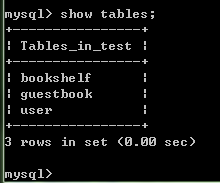 mysql> show tables;
+----------------+
| Tables_in_test |
+----------------+
| bookshelf      |
| guestbook      |
| user           |
+----------------+
3 rows in set (0.00 sec)
mysql>